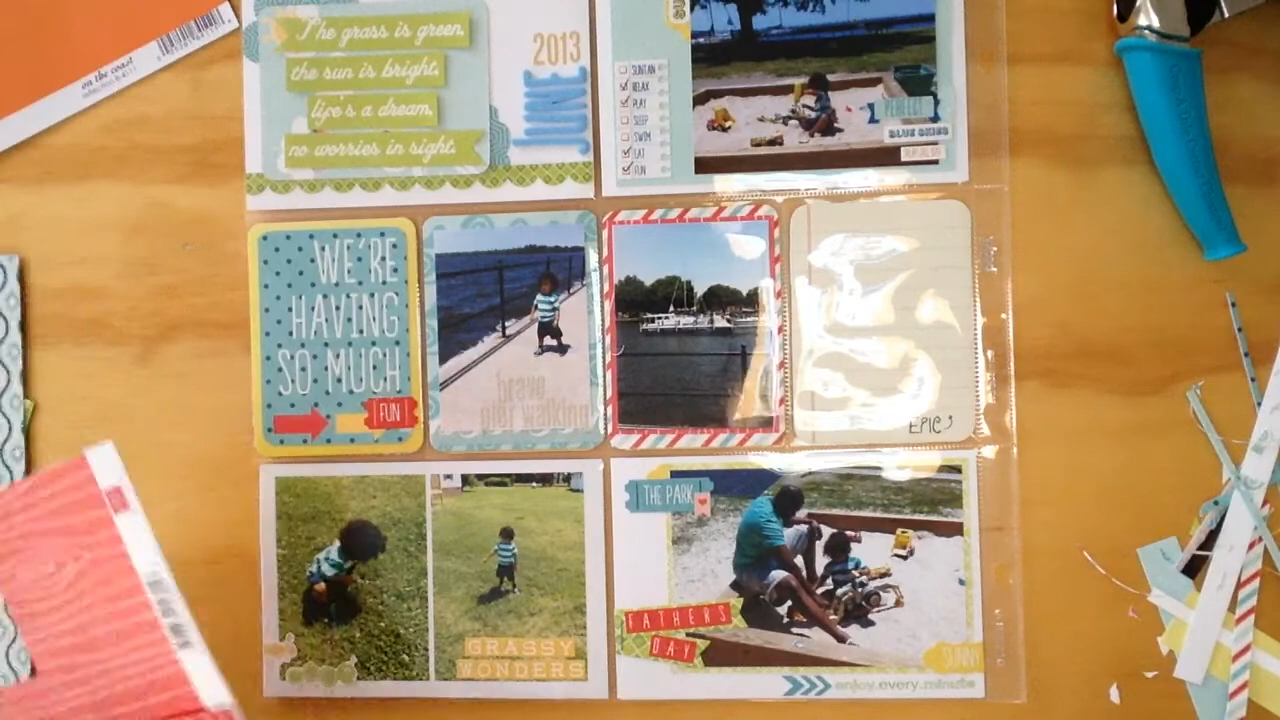 on the coast
The grass is green,
the sun is bright,
life's a dream,
no worries in sight.
2013
JUNE
SU
SUNTAN
RELAX
PLAY
SLEEP
SWIM
EAT
FUN
PERFECT
BLUE SKIES
WE'RE
HAVING
SO MUCH
FUN
brave
pier walking
EPIC
GRASSY
WONDERS
THE PARK
FATHERS
DAY
SUNNY
enjoy.every.minute